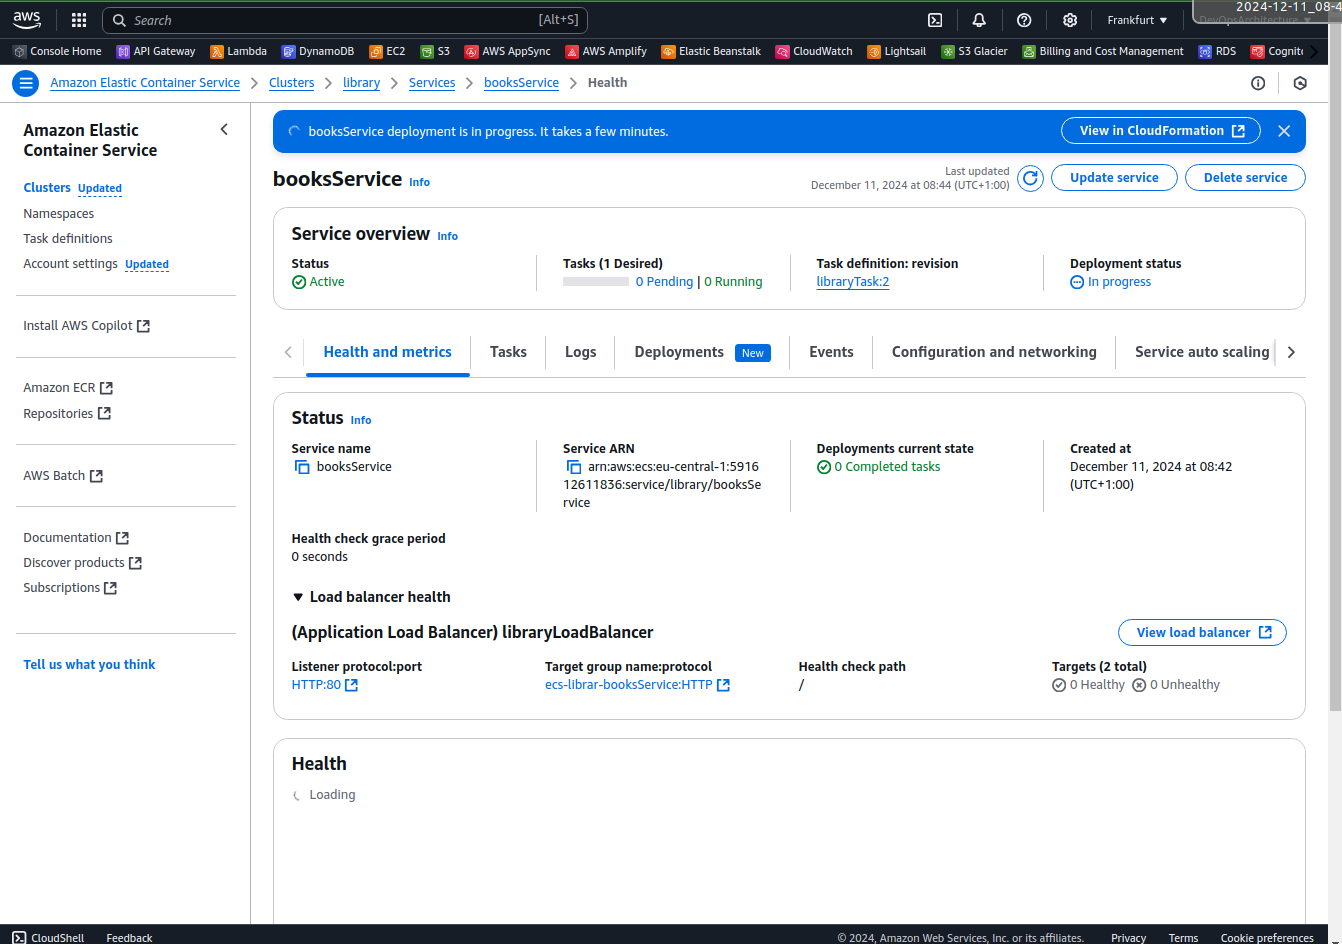 aws
Search
[Alt+S]
Frankfurt
2024-12-11_08-4
DevOpsArchitecture
Console Home
API Gateway
Lambda
DynamoDB
EC2
S3
AWS AppSync
AWS Amplify
Elastic Beanstalk
CloudWatch
Lightsail
S3 Glacier
Billing and Cost Management
RDS
Cognito
Amazon Elastic Container Service
Clusters
library
Services
booksService
Health
Amazon Elastic
Container Service
Clusters Updated
Namespaces
Task definitions
Account settings Updated
Install AWS Copilot
Amazon ECR
Repositories
AWS Batch
Documentation
Discover products
Subscriptions
Tell us what you think
booksService deployment is in progress. It takes a few minutes.
View in CloudFormation
booksService Info
Last updated
December 11, 2024 at 08:44 (UTC+1:00)
Update service
Delete service
Service overview Info
Status
Active
Tasks (1 Desired)
0 Pending | 0 Running
Task definition: revision
libraryTask:2
Deployment status
In progress
Health and metrics
Tasks
Logs
Deployments New
Events
Configuration and networking
Service auto scaling
Status Info
Service name
booksService
Service ARN
arn:aws:ecs:eu-central-1:5916
12611836:service/library/booksSe
rvice
Deployments current state
0 Completed tasks
Created at
December 11, 2024 at 08:42
(UTC+1:00)
Health check grace period
0 seconds
Load balancer health
(Application Load Balancer) libraryLoadBalancer
View load balancer
Listener protocol:port
HTTP:80
Target group name:protocol
ecs-librar-booksService:HTTP
Health check path
/
Targets (2 total)
0 Healthy
0 Unhealthy
Health
Loading
CloudShell
Feedback
© 2024, Amazon Web Services, Inc. or its affiliates.
Privacy
Terms
Cookie preferences